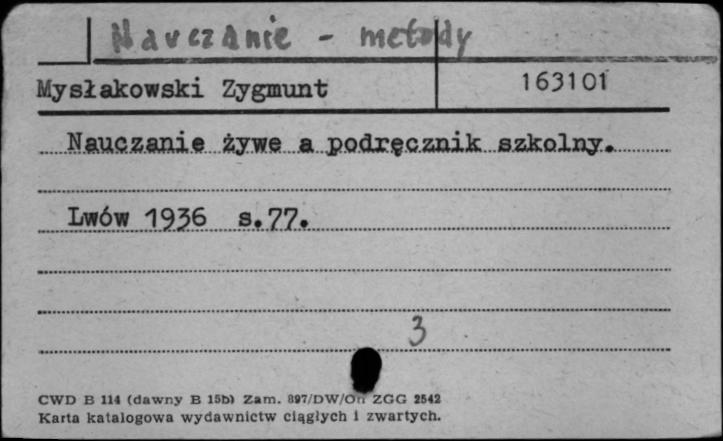 Nauczanie - metody
Mysłakowski Zygmunt 163101
Nauczanie żywe a podręcznik szkolny.
Lwów 1936 s.77.
3
CWD B 114 (dawny B 15b) Zam. 897/DW/On ZGG 2542
Karta katalogowa wydawnictw ciągłych i zwartych.